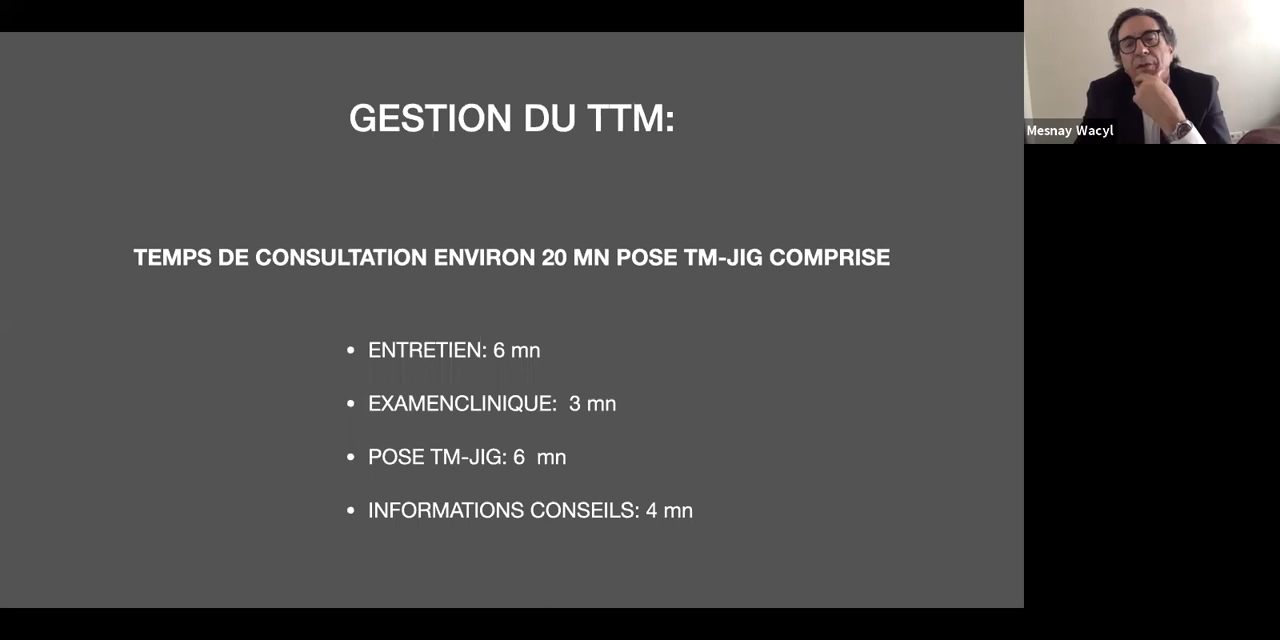 GESTION DU TTM:
TEMPS DE CONSULTATION ENVIRON 20 MN POSE TM-JIG COMPRISE
• ENTRETIEN: 6 mn
• EXAMENCLINIQUE:  3 mn
• POSE TM-JIG: 6  mn
• INFORMATIONS CONSEILS: 4 mn
Mesnay Wacyl